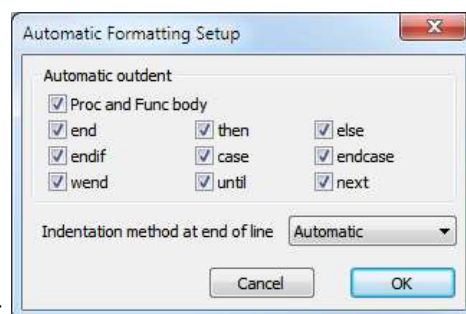 Automatic Formatting Setup
Automatic outdent
Proc and Func body
end then else
endif case endcase
wend until next
Indentation method at end of line Automatic
Cancel OK
.